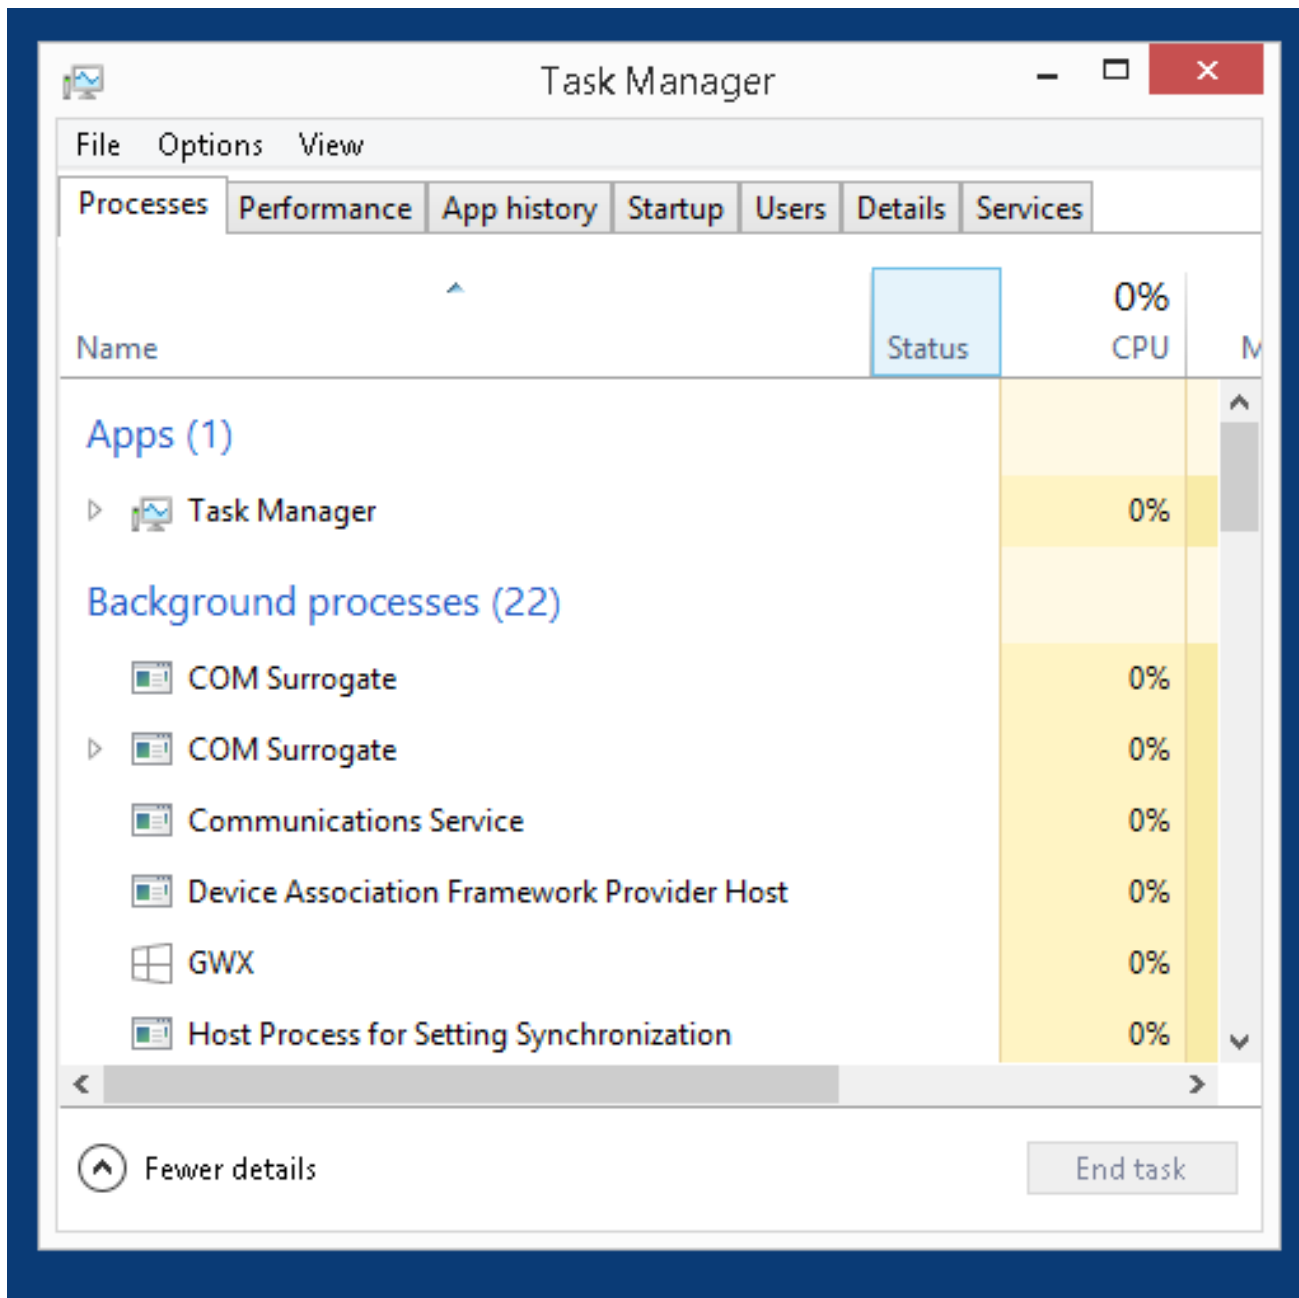 Task Manager
File Options View
Processes Performance App history Startup Users Details Services
0%
Name Status CPU M
Apps (1)
Task Manager 0%
Background processes (22)
COM Surrogate 0%
COM Surrogate 0%
Communications Service 0%
Device Association Framework Provider Host 0%
GWX 0%
Host Process for Setting Synchronization 0%
Fewer details End task